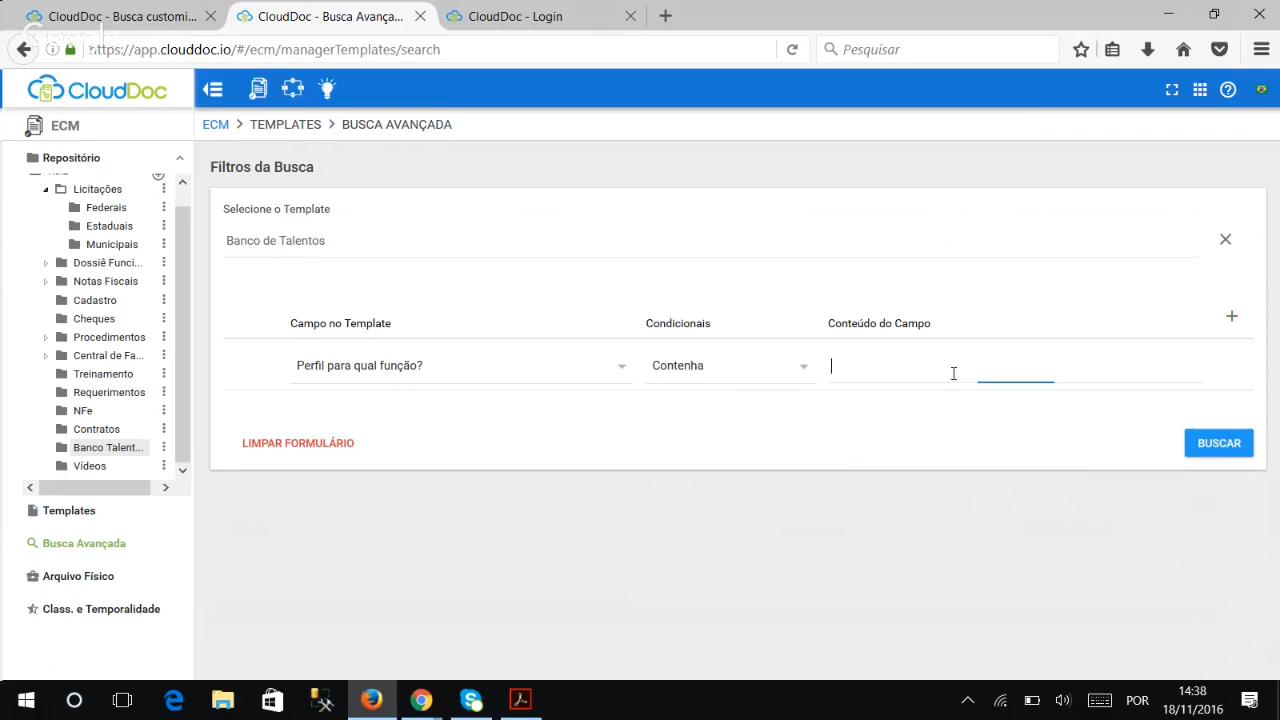 CloudDoc - Busca customi...
CloudDoc - Busca Avança...
CloudDoc - Login
Google
https://app.clouddoc.io/#/ecm/managerTemplates/search
Pesquisar
CloudDoc
ECM
ECM > TEMPLATES > BUSCA AVANÇADA
Repositório
Licitações
Federais
Estaduais
Municipais
Dossiê Funci...
Notas Fiscais
Cadastro
Cheques
Procedimentos
Central de Fa...
Treinamento
Requerimentos
NFe
Contratos
Banco Talent...
Vídeos
Templates
Busca Avançada
Arquivo Físico
Class. e Temporalidade
Filtros da Busca
Selecione o Template
Banco de Talentos
Campo no Template
Condicionais
Conteúdo do Campo
Perfil para qual função?
Contenha
LIMPAR FORMULÁRIO
BUSCAR
POR
14:38
18/11/2016